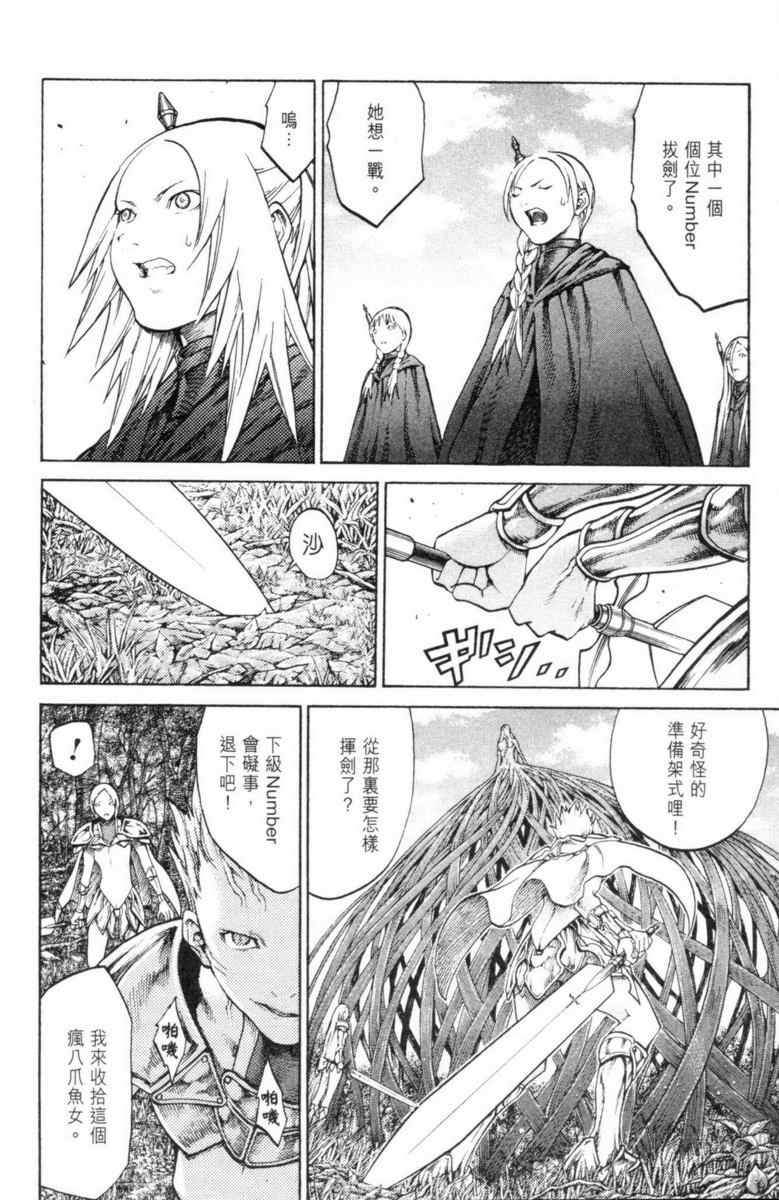 其中一個
個位Number
拔劍了。
她想一戰。
嗚…
ギシ‥
沙
好奇怪的
準備架式哩！
從那裏要怎樣
揮劍了？
下級Number
會礙事，
退下吧！
！
啪嘰
啪嘰
我來收拾這個
瘋八爪魚女。